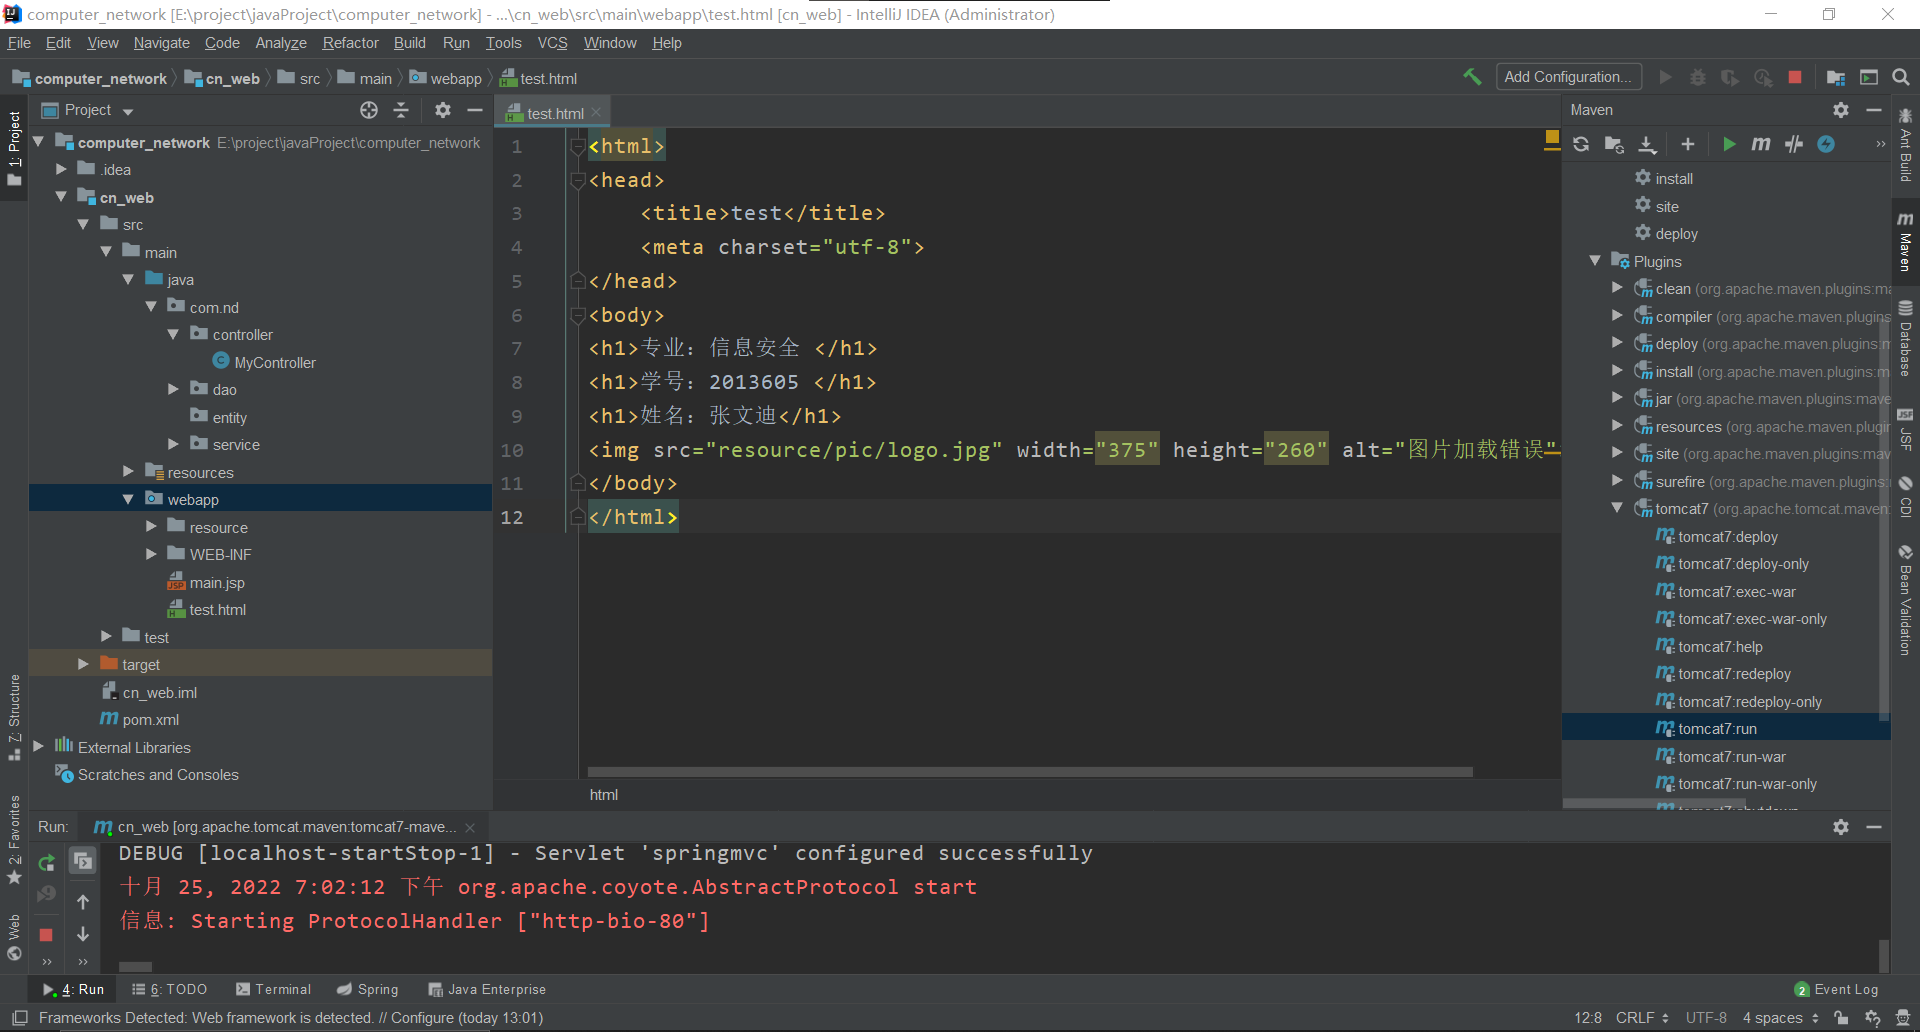 computer_network [E:\project\javaProject\computer_network] - ...\cn_web\src\main\webapp\test.html [cn_web] - IntelliJ IDEA (Administrator)
File Edit View Navigate Code Analyze Refactor Build Run Tools VCS Window Help
computer_network cn_web src main webapp test.html Add Configuration...
1: Project
Project
computer_network E:\project\javaProject\computer_network
.idea
cn_web
src
main
java
com.nd
controller
MyController
dao
entity
service
resources
webapp
resource
WEB-INF
main.jsp
test.html
test
target
cn_web.iml
pom.xml
External Libraries
Scratches and Consoles
7: Structure
2: Favorites
Web
test.html
1 <html>
2 <head>
3 <title>test</title>
4 <meta charset="utf-8">
5 </head>
6 <body>
7 <h1>专业：信息安全 </h1>
8 <h1>学号：2013605 </h1>
9 <h1>姓名：张文迪</h1>
10 <img src="resource/pic/logo.jpg" width="375" height="260" alt="图片加载错误"
11 </body>
12 </html>
html
Maven
install
site
deploy
Plugins
clean (org.apache.maven.plugins:ma
compiler (org.apache.maven.plugins
deploy (org.apache.maven.plugins:m
install (org.apache.maven.plugins:m
jar (org.apache.maven.plugins:mave
resources (org.apache.maven.plugin
site (org.apache.maven.plugins:mav
surefire (org.apache.maven.plugins:
tomcat7 (org.apache.tomcat.maven:
tomcat7:deploy
tomcat7:deploy-only
tomcat7:exec-war
tomcat7:exec-war-only
tomcat7:help
tomcat7:redeploy
tomcat7:redeploy-only
tomcat7:run
tomcat7:run-war
tomcat7:run-war-only
Ant Build
Maven
Database
JSF
CDI
Bean Validation
Run: cn_web [org.apache.tomcat.maven:tomcat7-mave...
DEBUG [localhost-startStop-1] - Servlet 'springmvc' configured successfully
十月 25, 2022 7:02:12 下午 org.apache.coyote.AbstractProtocol start
信息: Starting ProtocolHandler ["http-bio-80"]
4: Run 6: TODO Terminal Spring Java Enterprise 2 Event Log
Frameworks Detected: Web framework is detected. // Configure (today 13:01) 12:8 CRLF UTF-8 4 spaces